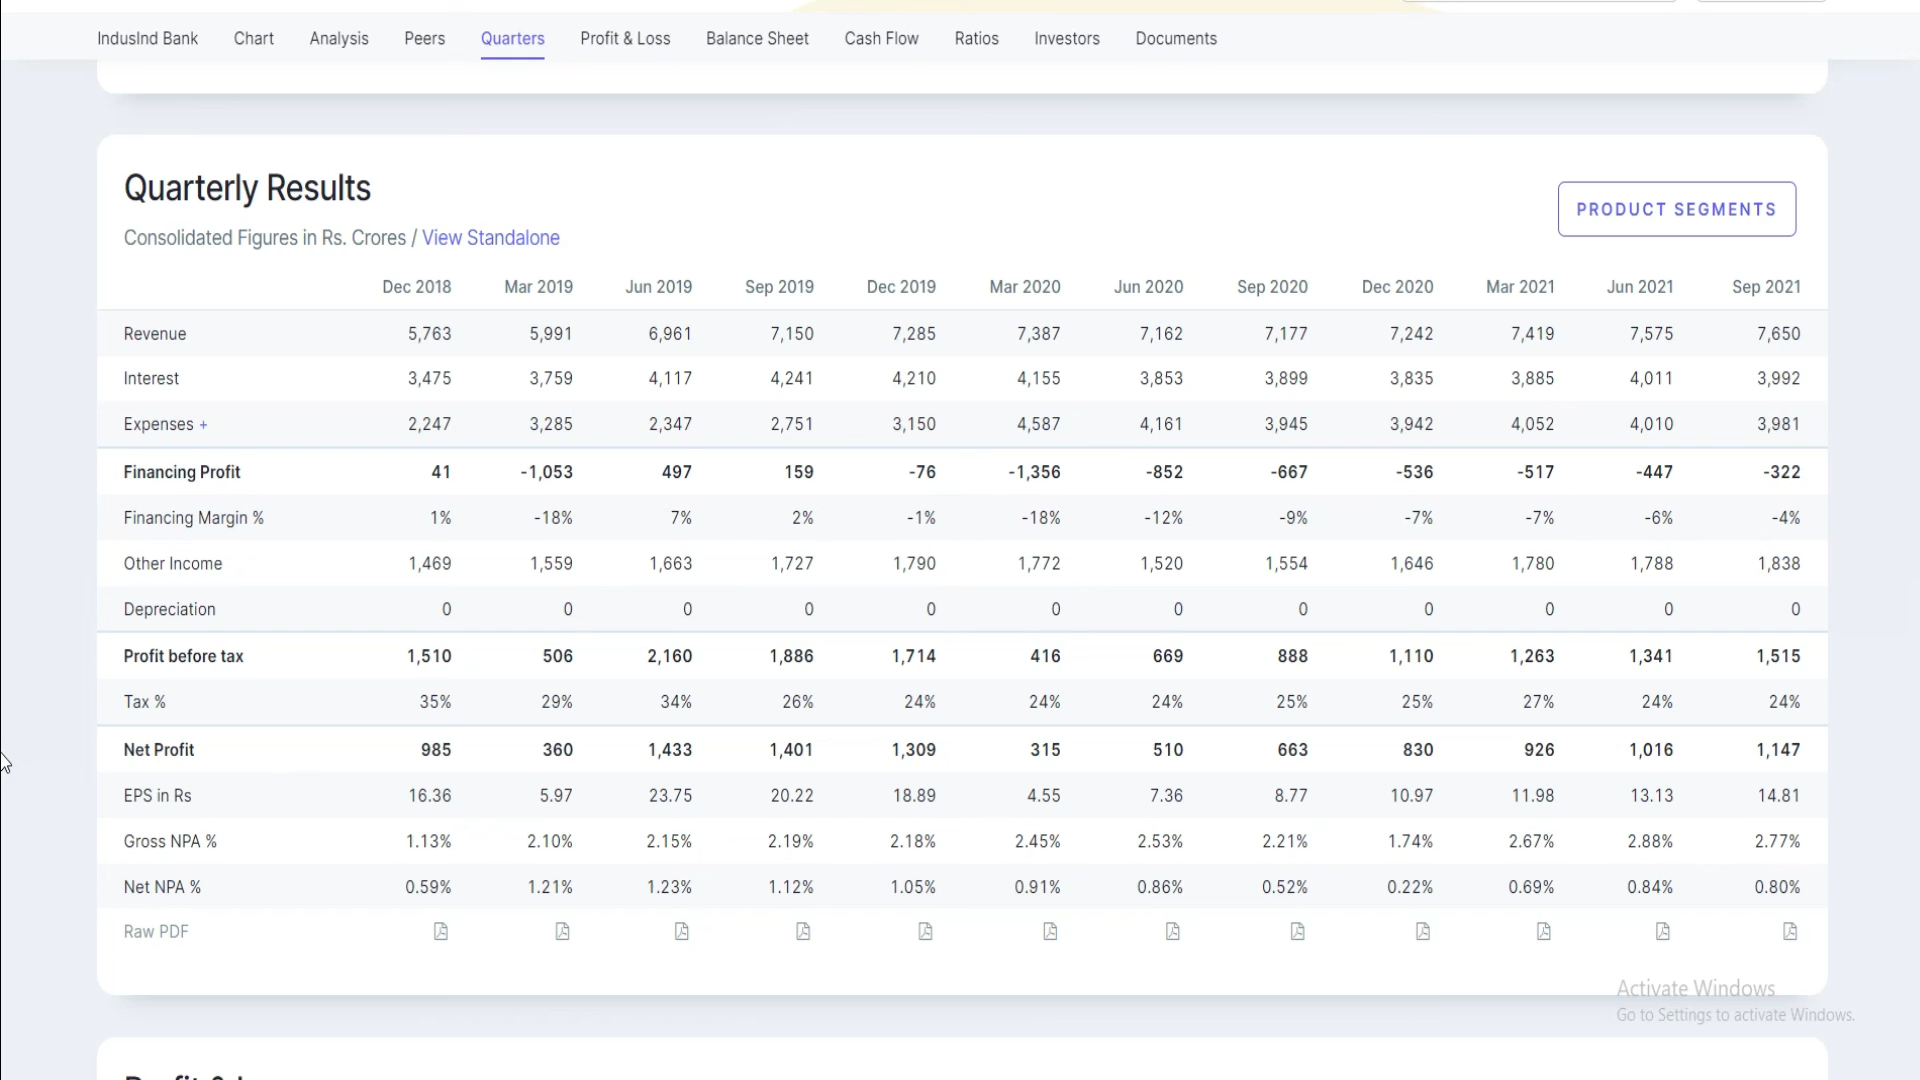 IndusInd Bank Chart Analysis Peers Quarters Profit & Loss Balance Sheet Cash Flow Ratios Investors Documents
Quarterly Results
PRODUCT SEGMENTS
Consolidated Figures in Rs. Crores / View Standalone
Dec 2018 Mar 2019 Jun 2019 Sep 2019 Dec 2019 Mar 2020 Jun 2020 Sep 2020 Dec 2020 Mar 2021 Jun 2021 Sep 2021
Revenue 5,763 5,991 6,961 7,150 7,285 7,387 7,162 7,177 7,242 7,419 7,575 7,650
Interest 3,475 3,759 4,117 4,241 4,210 4,155 3,853 3,899 3,835 3,885 4,011 3,992
Expenses + 2,247 3,285 2,347 2,751 3,150 4,587 4,161 3,945 3,942 4,052 4,010 3,981
Financing Profit 41 -1,053 497 159 -76 -1,356 -852 -667 -536 -517 -447 -322
Financing Margin % 1% -18% 7% 2% -1% -18% -12% -9% -7% -7% -6% -4%
Other Income 1,469 1,559 1,663 1,727 1,790 1,772 1,520 1,554 1,646 1,780 1,788 1,838
Depreciation 0 0 0 0 0 0 0 0 0 0 0 0
Profit before tax 1,510 506 2,160 1,886 1,714 416 669 888 1,110 1,263 1,341 1,515
Tax % 35% 29% 34% 26% 24% 24% 24% 25% 25% 27% 24% 24%
Net Profit 985 360 1,433 1,401 1,309 315 510 663 830 926 1,016 1,147
EPS in Rs 16.36 5.97 23.75 20.22 18.89 4.55 7.36 8.77 10.97 11.98 13.13 14.81
Gross NPA % 1.13% 2.10% 2.15% 2.19% 2.18% 2.45% 2.53% 2.21% 1.74% 2.67% 2.88% 2.77%
Net NPA % 0.59% 1.21% 1.23% 1.12% 1.05% 0.91% 0.86% 0.52% 0.22% 0.69% 0.84% 0.80%
Raw PDF
Activate Windows
Go to Settings to activate Windows.